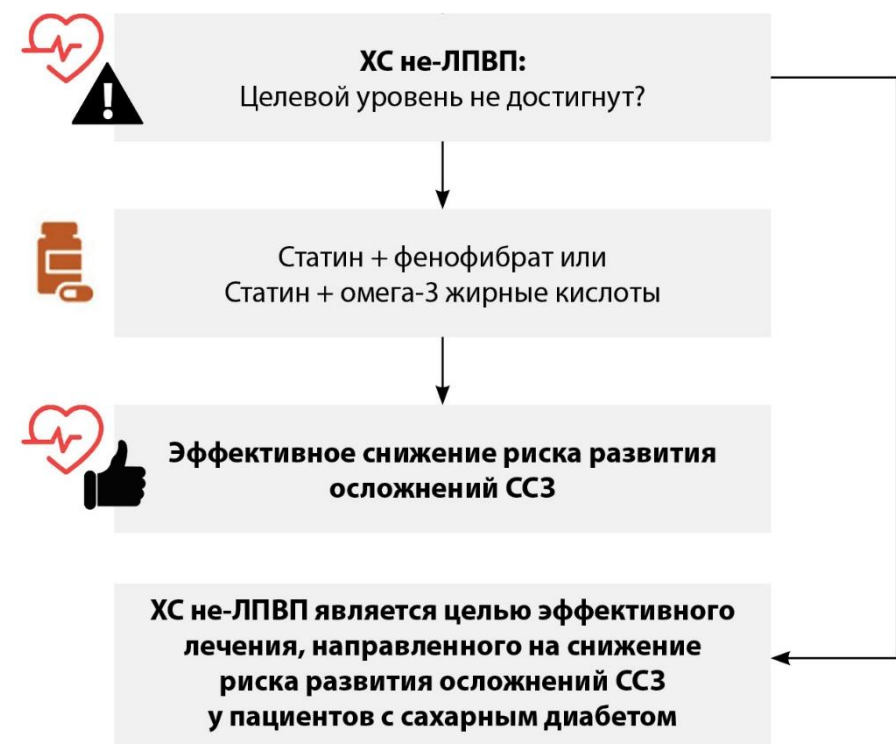 ХС не-ЛПВП:
Целевой уровень не достигнут?
Статин + фенофибрат или
Статин + омега-3 жирные кислоты
Эффективное снижение риска развития
осложнений ССЗ
ХС не-ЛПВП является целью эффективного
лечения, направленного на снижение
риска развития осложнений ССЗ
у пациентов с сахарным диабетом